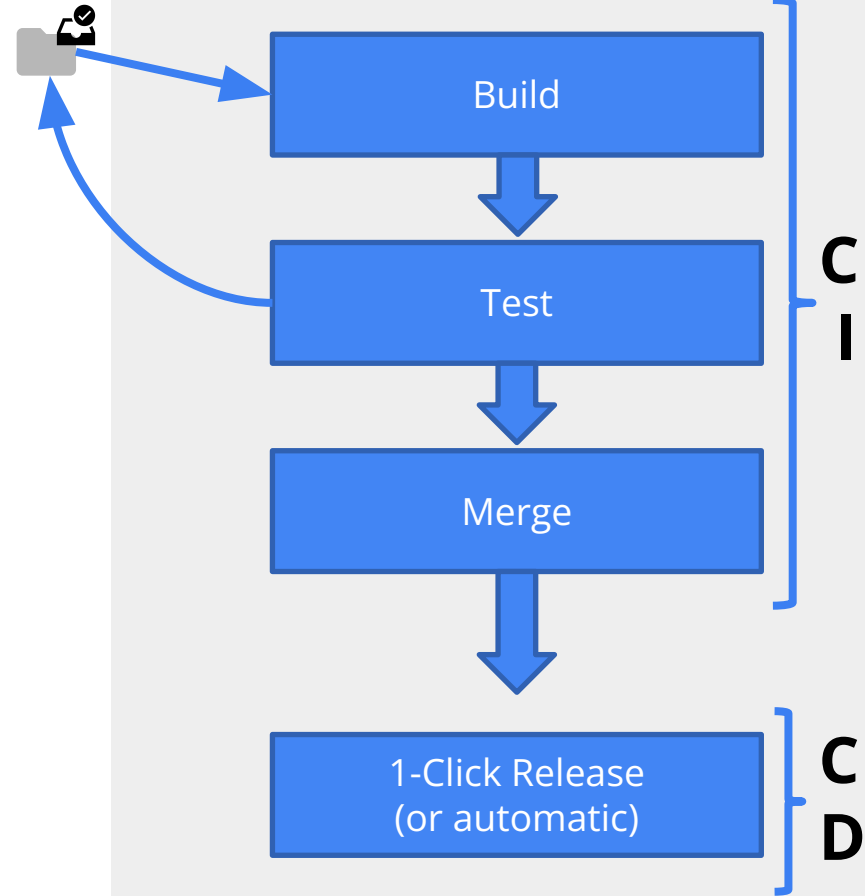 Build
Test
C
I
Merge
1-Click Release
(or automatic)
C
D